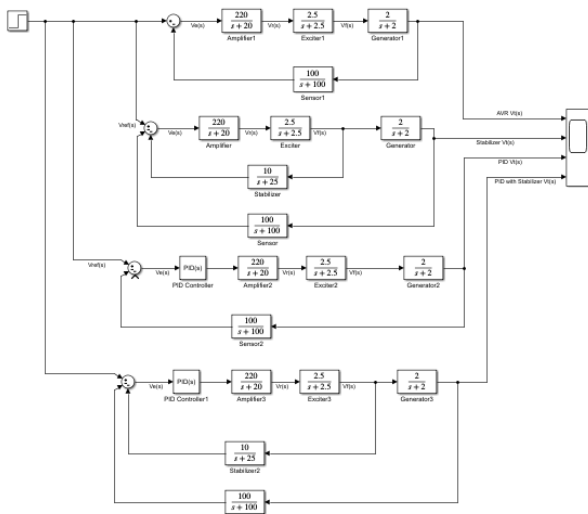 220
s + 20
Amplifier1
Ve(s)
Vr(s)
2.5
s + 2.5
Exciter1
Vf(s)
2
s + 2
Generator1
100
s + 100
Sensor1
AVR Vt(s)
Vref(s)
Ve(s)
220
s + 20
Amplifier
Vr(s)
2.5
s + 2.5
Exciter
Vf(s)
2
s + 2
Generator
Stabilizer Vt(s)
10
s + 25
Stabilizer
PID Vt(s)
PID with Stabilizer Vt(s)
100
s + 100
Sensor
Vref(s)
Ve(s)
PID(s)
PID Controller
220
s + 20
Amplifier2
Vr(s)
2.5
s + 2.5
Exciter2
Vf(s)
2
s + 2
Generator2
100
s + 100
Sensor2
Ve(s)
PID(s)
PID Controller1
220
s + 20
Amplifier3
Vr(s)
2.5
s + 2.5
Exciter3
Vf(s)
2
s + 2
Generator3
10
s + 25
Stabilizer2
100
s + 100